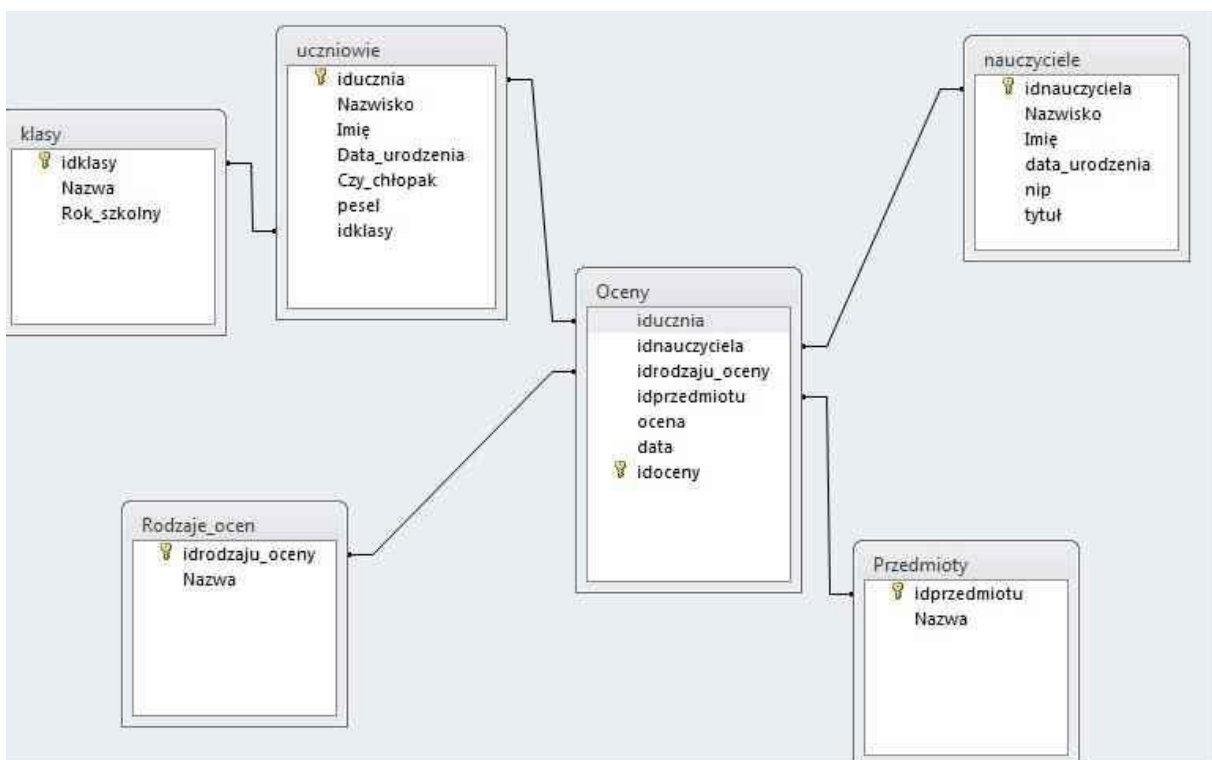 klasy
idklasy
Nazwa
Rok_szkolny
uczniowie
iducznia
Nazwisko
Imię
Data_urodzenia
Czy_chłopak
pesel
idklasy
Oceny
iducznia
idnauczyciela
idrodzaju_oceny
idprzedmiotu
ocena
data
idoceny
nauczyciele
idnauczyciela
Nazwisko
Imię
data_urodzenia
nip
tytuł
Rodzaje_ocen
idrodzaju_oceny
Nazwa
Przedmioty
idprzedmiotu
Nazwa